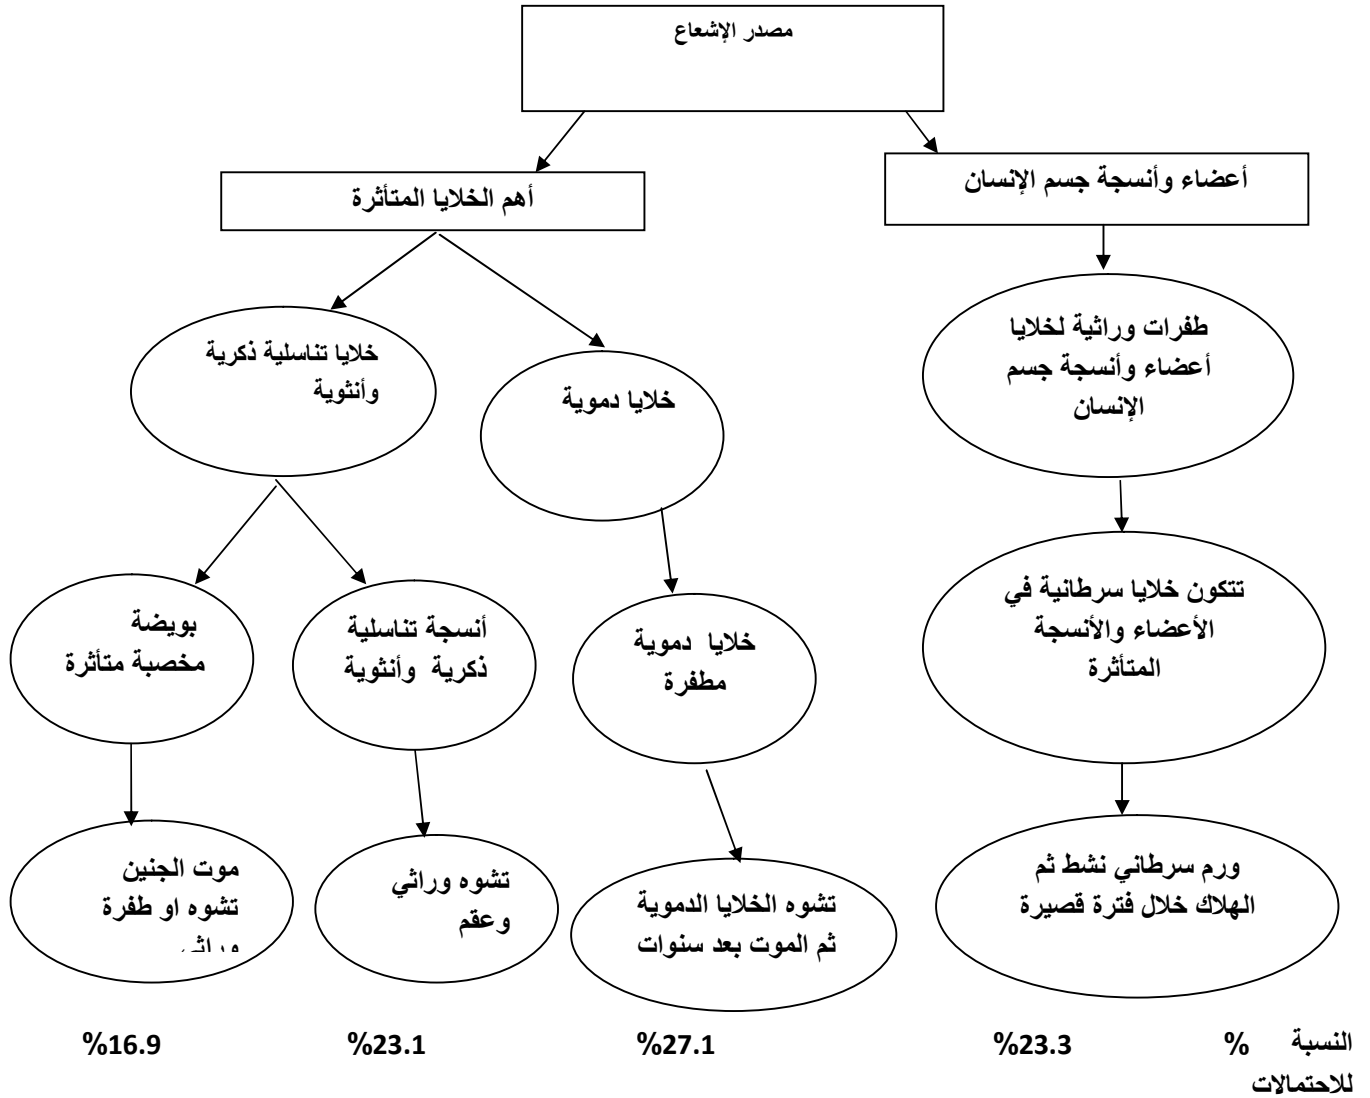 مصدر الإشعاع
أعضاء وأنسجة جسم الإنسان
أهم الخلايا المتأثرة
طفرات وراثية لخلايا
أعضاء وأنسجة جسم
الإنسان
خلايا دموية
خلايا تناسلية ذكرية
وأنثوية
تتكون خلايا سرطانية في
الأعضاء والأنسجة
المتأثرة
خلايا دموية
مطفرة
أنسجة تناسلية
ذكرية وأنثوية
بويضة
مخصبة متأثرة
ورم سرطاني نشط ثم
الهلاك خلال فترة قصيرة
تشوه الخلايا الدموية
ثم الموت بعد سنوات
تشوه وراثي
وعقم
موت الجنين
تشوه او طفرة
النسبة % %23.3 %27.1 %23.1 %16.9
للاحتمالات